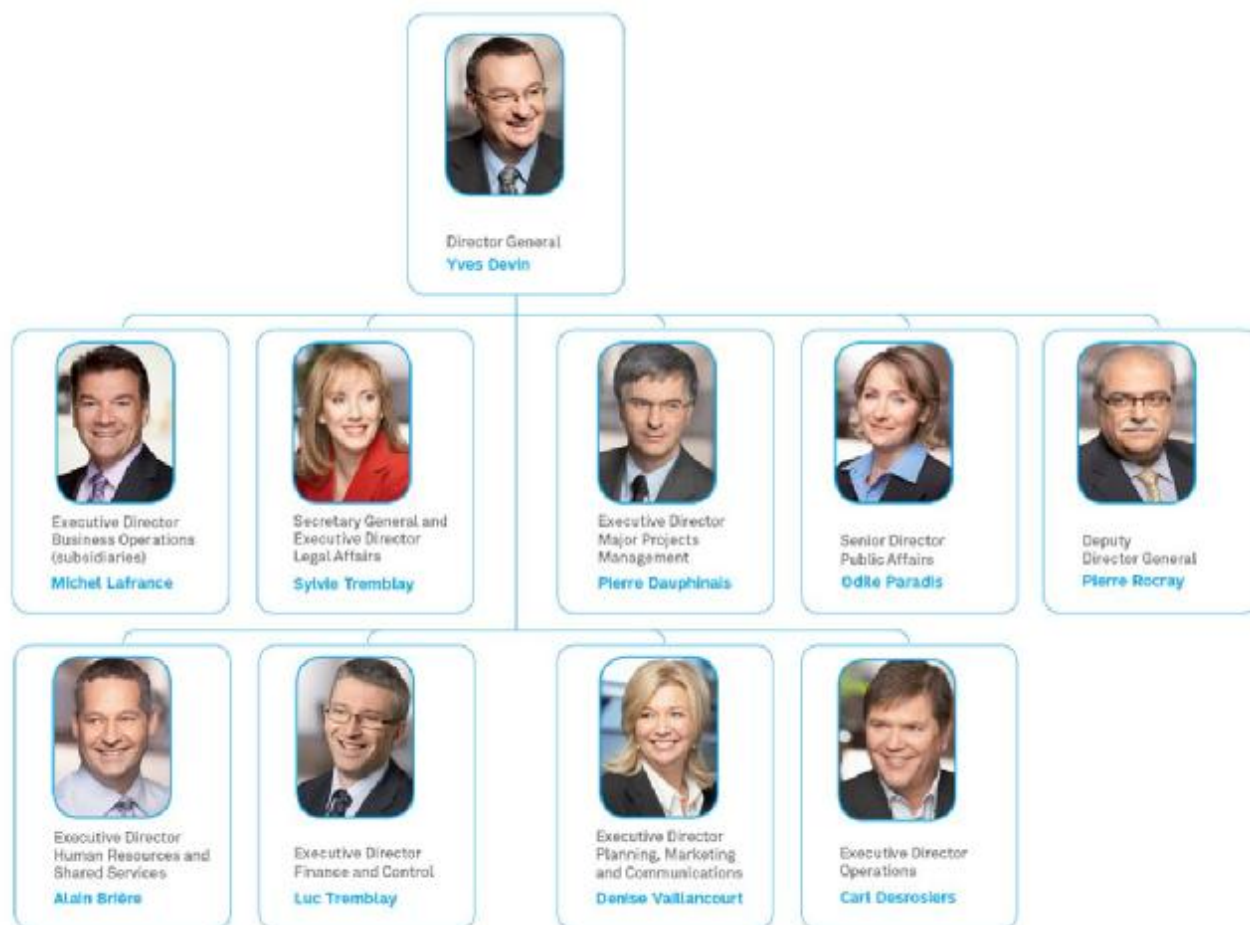 Director General
Yves Devin
Executive Director
Business Operations
(subsidiaries)
Michel Lafrance
Secretary General and
Executive Director
Legal Affairs
Sylvie Tremblay
Executive Director
Major Projects
Management
Pierre Dauphinais
Senior Director
Public Affairs
Odile Paradis
Deputy
Director General
Pierre Rocray
Executive Director
Human Resources and
Shared Services
Alain Brière
Executive Director
Finance and Control
Luc Tremblay
Executive Director
Planning, Marketing
and Communications
Denise Vaillancourt
Executive Director
Operations
Carl Desrosiers